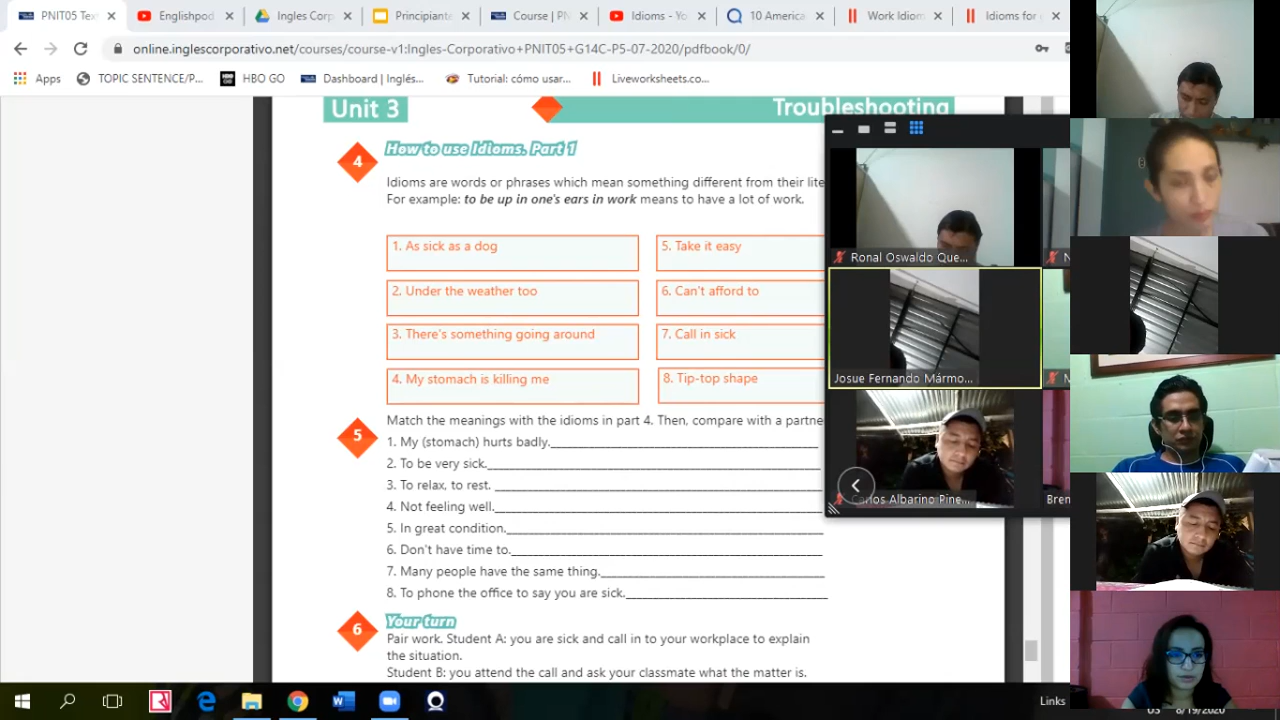 PNIT05 Tex
Englishpod
Ingles Corp
Principiante
Course | PN
Idioms - Yo
10 America
Work Idiom
Idioms for
online.inglescorporativo.net/courses/course-v1:Ingles-Corporativo+PNIT05+G14C-P5-07-2020/pdfbook/0/
Apps
TOPIC SENTENCE/P...
HBO GO
Dashboard | Inglés...
Tutorial: cómo usar...
Liveworksheets.co...
Unit 3
Troubleshooting
4
How to use Idioms. Part 1
Idioms are words or phrases which mean something different from their lite
For example: to be up in one's ears in work means to have a lot of work.
1. As sick as a dog
5. Take it easy
2. Under the weather too
6. Can't afford to
3. There's something going around
7. Call in sick
4. My stomach is killing me
8. Tip-top shape
5
Match the meanings with the idioms in part 4. Then, compare with a partne
1. My (stomach) hurts badly.
2. To be very sick.
3. To relax, to rest.
4. Not feeling well.
5. In great condition.
6. Don't have time to.
7. Many people have the same thing.
8. To phone the office to say you are sick.
6
Your turn
Pair work. Student A: you are sick and call in to your workplace to explain
the situation.
Student B: you attend the call and ask your classmate what the matter is.
Ronal Oswaldo Que...
Josue Fernando Mármo...
Carlos Albarino Pine...
Bren
Links
8/19/2020